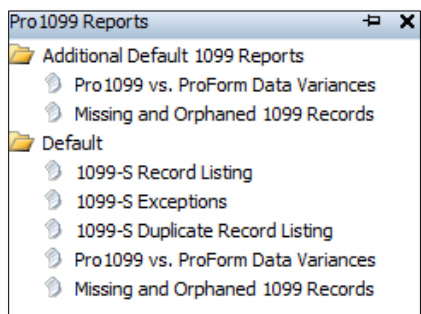 Pro1099 Reports
Additional Default 1099 Reports
Pro1099 vs. ProForm Data Variances
Missing and Orphaned 1099 Records
Default
1099-S Record Listing
1099-S Exceptions
1099-S Duplicate Record Listing
Pro1099 vs. ProForm Data Variances
Missing and Orphaned 1099 Records